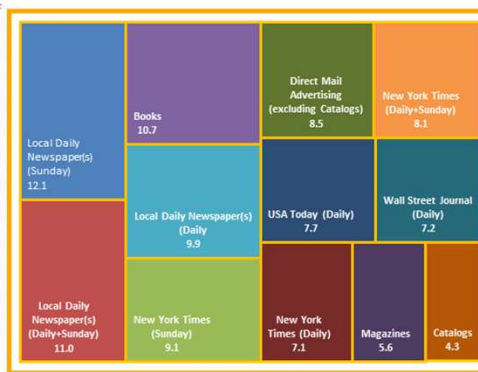 Local Daily
Newspaper(s)
(Sunday)
12.1
Local Daily
Newspaper(s)
(Daily+Sunday)
11.0
Books
10.7
Local Daily Newspaper(s)
(Daily
9.9
New York Times
(Sunday)
9.1
Direct Mail
Advertising
(excluding Catalogs)
8.5
New York Times
(Daily+Sunday)
8.1
USA Today (Daily)
7.7
Wall Street Journal
(Daily)
7.2
New York
Times (Daily)
7.1
Magazines
5.6
Catalogs
4.3